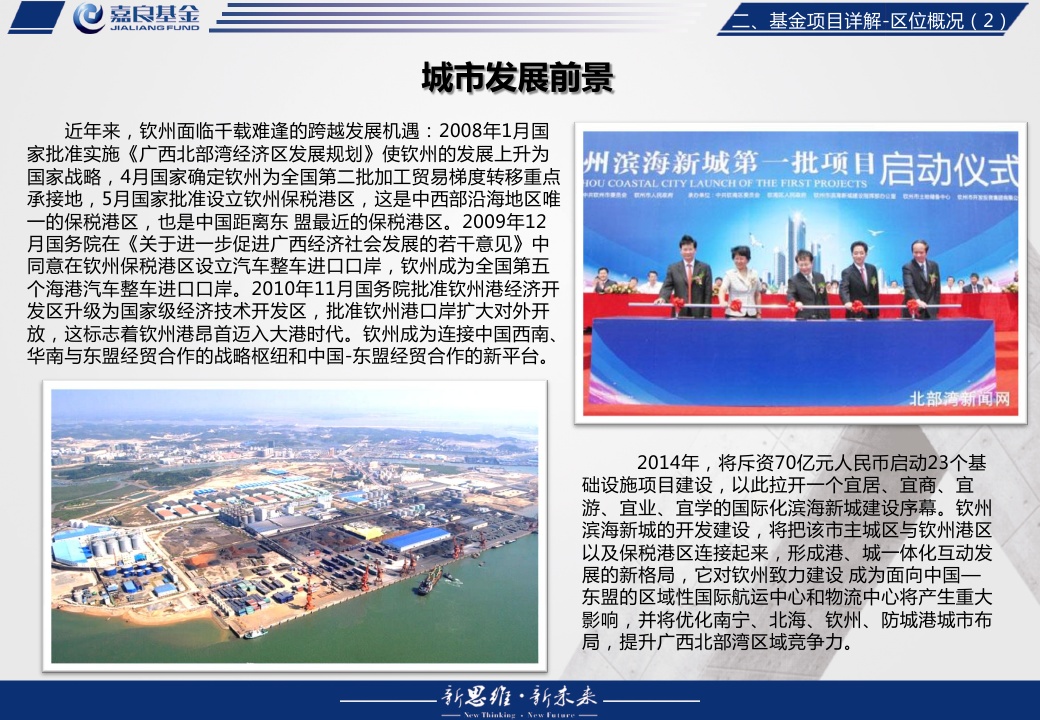 嘉良基金
JIALIANG FUND
二、基金项目详解-区位概况（2）
城市发展前景
近年来，钦州面临千载难逢的跨越发展机遇：2008年1月国
家批准实施《广西北部湾经济区发展规划》使钦州的发展上升为
国家战略，4月国家确定钦州为全国第二批加工贸易梯度转移重点
承接地，5月国家批准设立钦州保税港区，这是中西部沿海地区唯
一的保税港区，也是中国距离东 盟最近的保税港区。2009年12
月国务院在《关于进一步促进广西经济社会发展的若干意见》中
同意在钦州保税港区设立汽车整车进口口岸，钦州成为全国第五
个海港汽车整车进口口岸。2010年11月国务院批准钦州港经济开
发区升级为国家级经济技术开发区，批准钦州港口岸扩大对外开
放，这标志着钦州港昂首迈入大港时代。钦州成为连接中国西南、
华南与东盟经贸合作的战略枢纽和中国-东盟经贸合作的新平台。
州滨海新城第一批项目启动仪式
HOU COASTAL CITY LAUNCH OF THE FIRST PROJECTS
北部湾新闻网
2014年，将斥资70亿元人民币启动23个基
础设施项目建设，以此拉开一个宜居、宜商、宜
游、宜业、宜学的国际化滨海新城建设序幕。钦州
滨海新城的开发建设，将把该市主城区与钦州港区
以及保税港区连接起来，形成港、城一体化互动发
展的新格局，它对钦州致力建设 成为面向中国—
东盟的区域性国际航运中心和物流中心将产生重大
影响，并将优化南宁、北海、钦州、防城港城市布
局，提升广西北部湾区域竞争力。
新思维·新未来
New Thinking · New Future